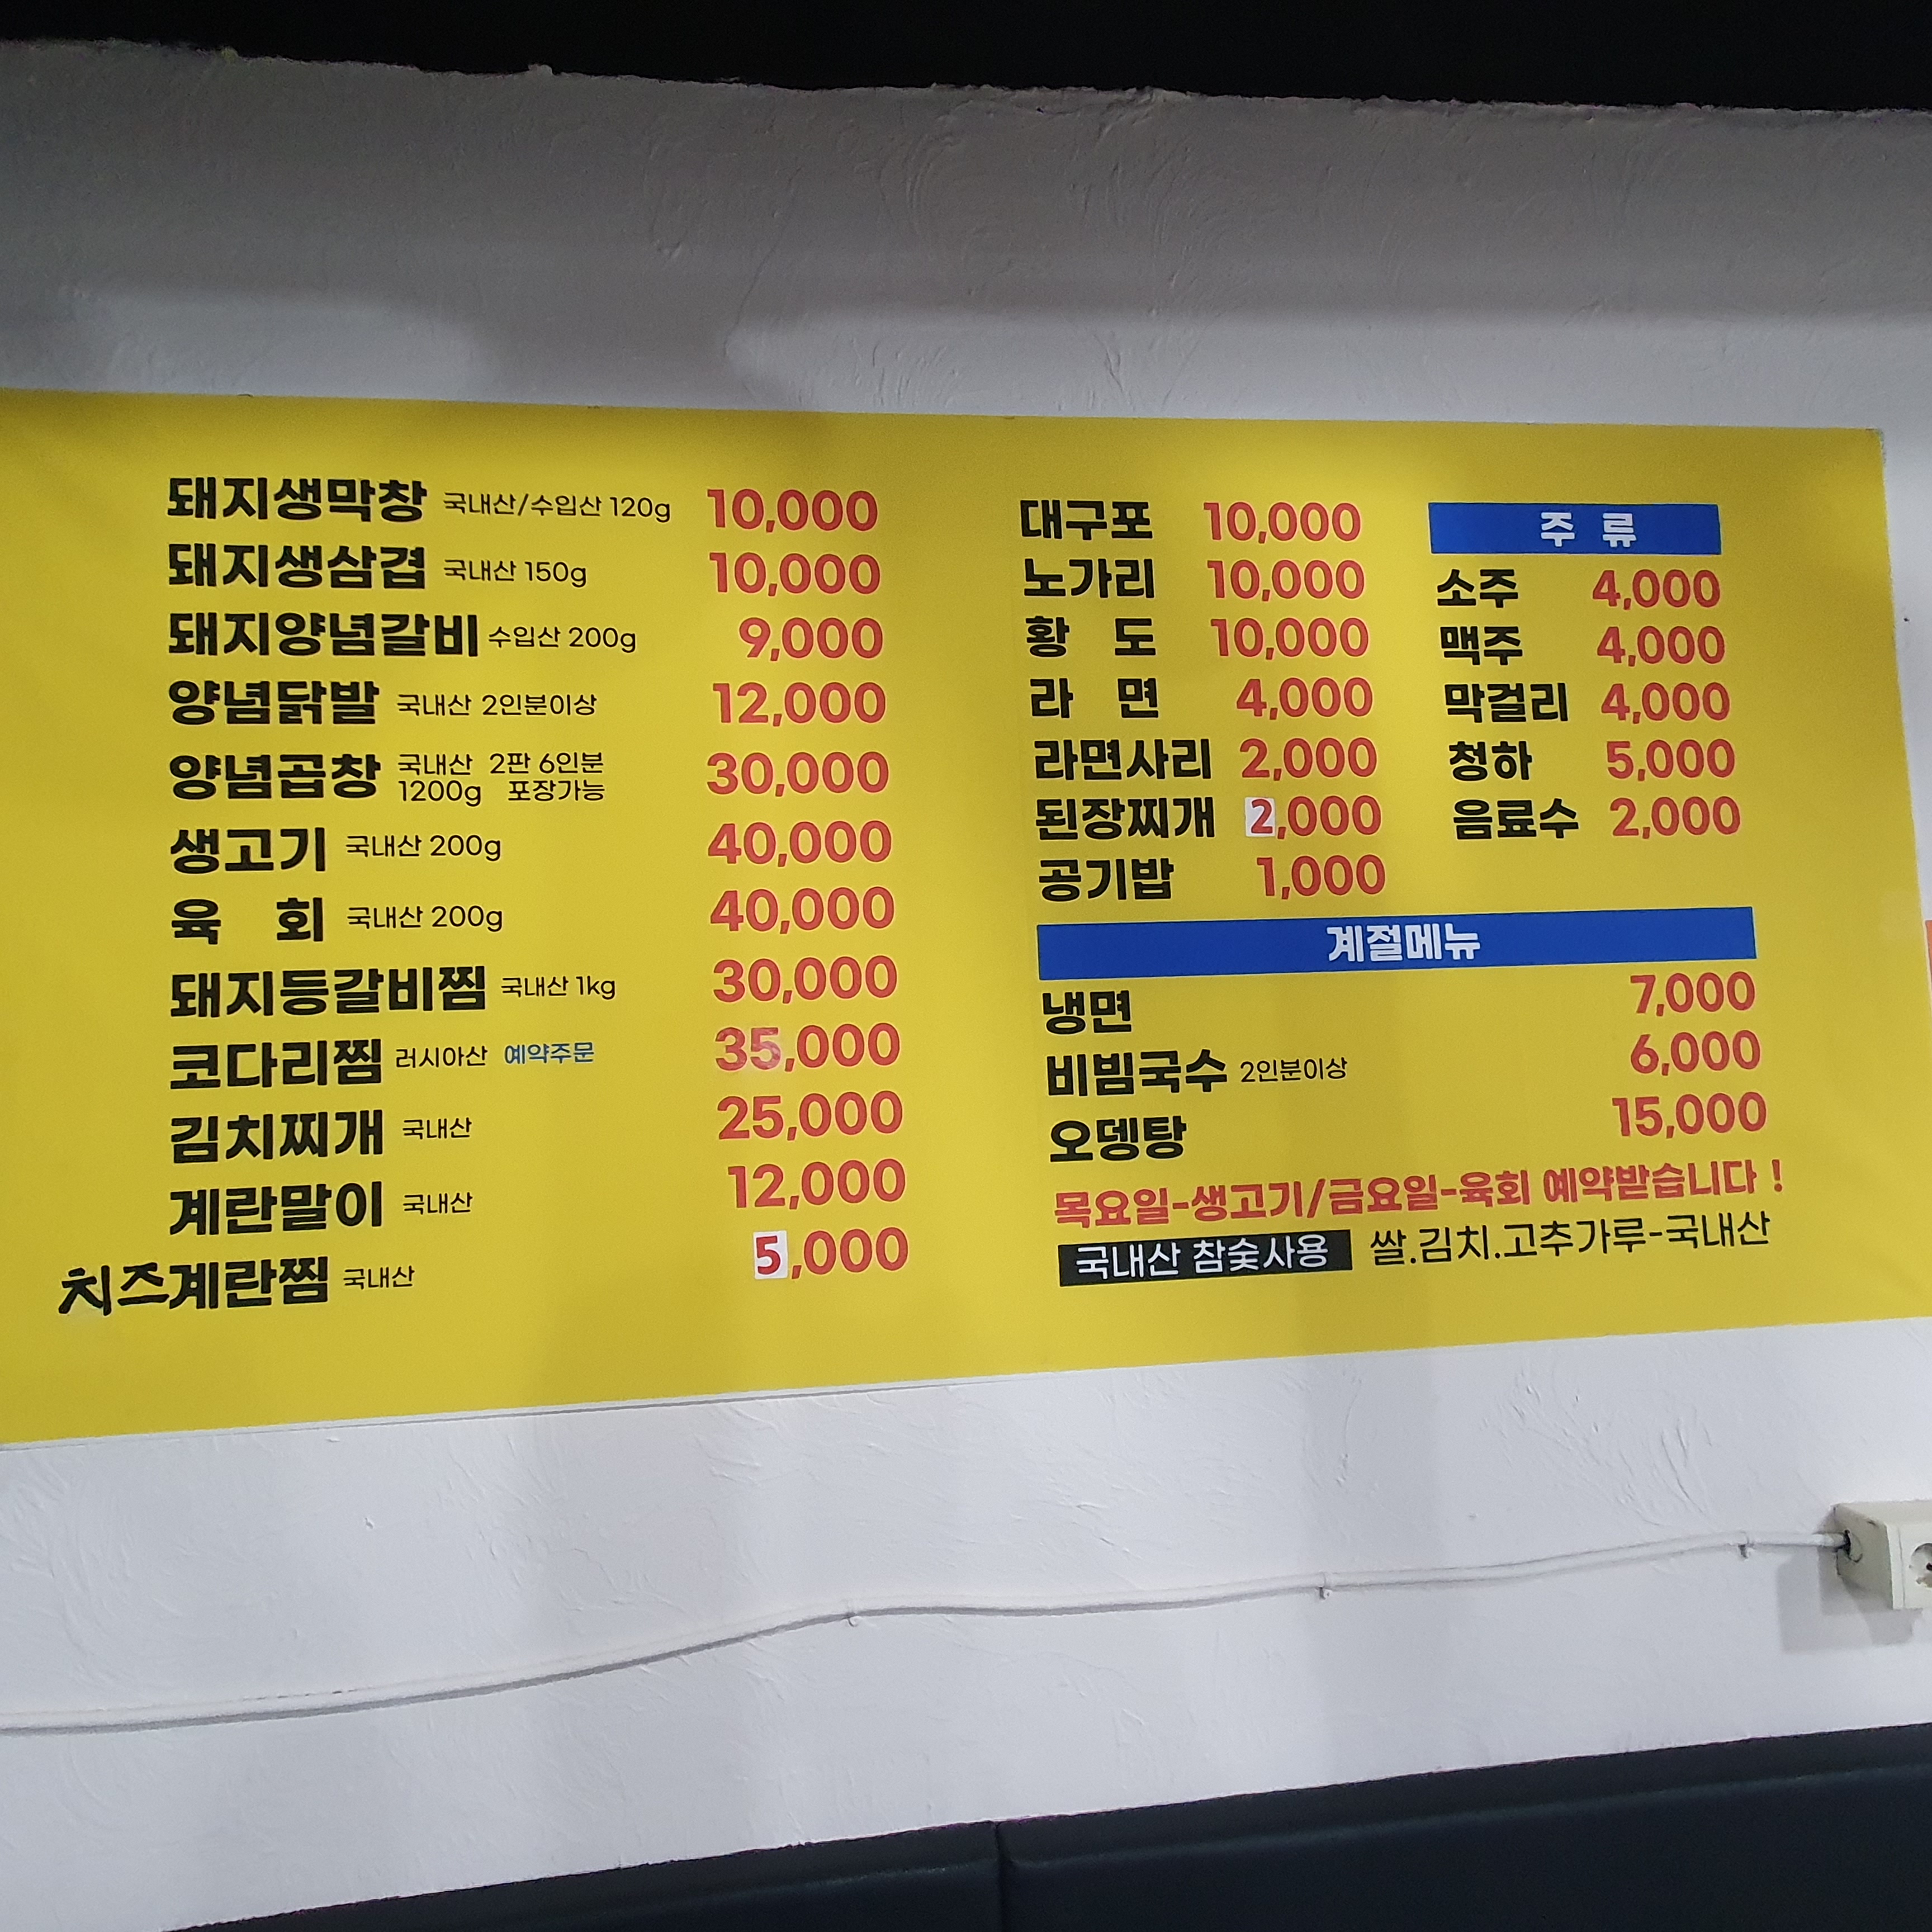 돼지생막창 국내산/수입산 120g 10,000
돼지생삼겹 국내산 150g 10,000
돼지양념갈비 수입산 200g 9,000
양념닭발 국내산 2인분이상 12,000
양념곱창 국내산 2판 6인분 1200g 포장가능 30,000
생고기 국내산 200g 40,000
육 회 국내산 200g 40,000
돼지등갈비찜 국내산 1kg 30,000
코다리찜 러시아산 예약주문 35,000
김치찌개 국내산 25,000
계란말이 국내산 12,000
치즈계란찜 국내산 5,000
대구포 10,000
노가리 10,000
황 도 10,000
라 면 4,000
라면사리 2,000
된장찌개 2,000
공기밥 1,000
주 류
소주 4,000
맥주 4,000
막걸리 4,000
청하 5,000
음료수 2,000
계절메뉴
냉면 7,000
비빔국수 2인분이상 6,000
오뎅탕 15,000
목요일-생고기/금요일-육회 예약받습니다 !
국내산 참숯사용 쌀.김치.고추가루-국내산